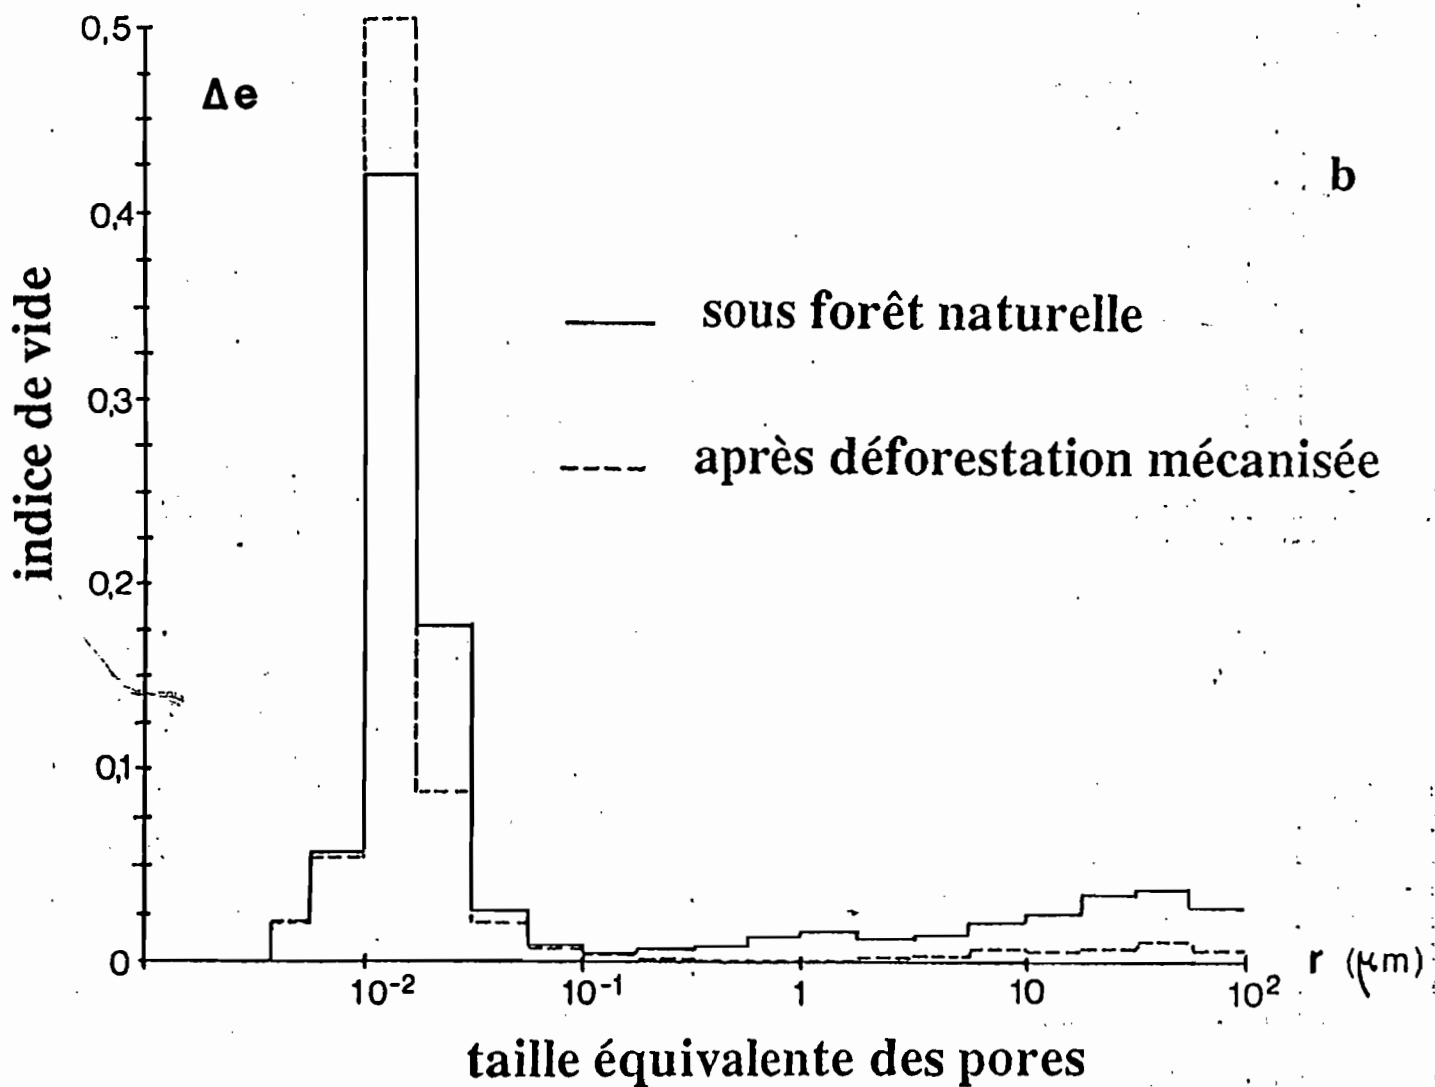 0,5
Δe
b
0,4
sous forêt naturelle
0,3
après déforestation mécanisée
indice de vide
0,2
0,1
0
10-2
10-1
1
10
102
r (μm)
taille équivalente des pores